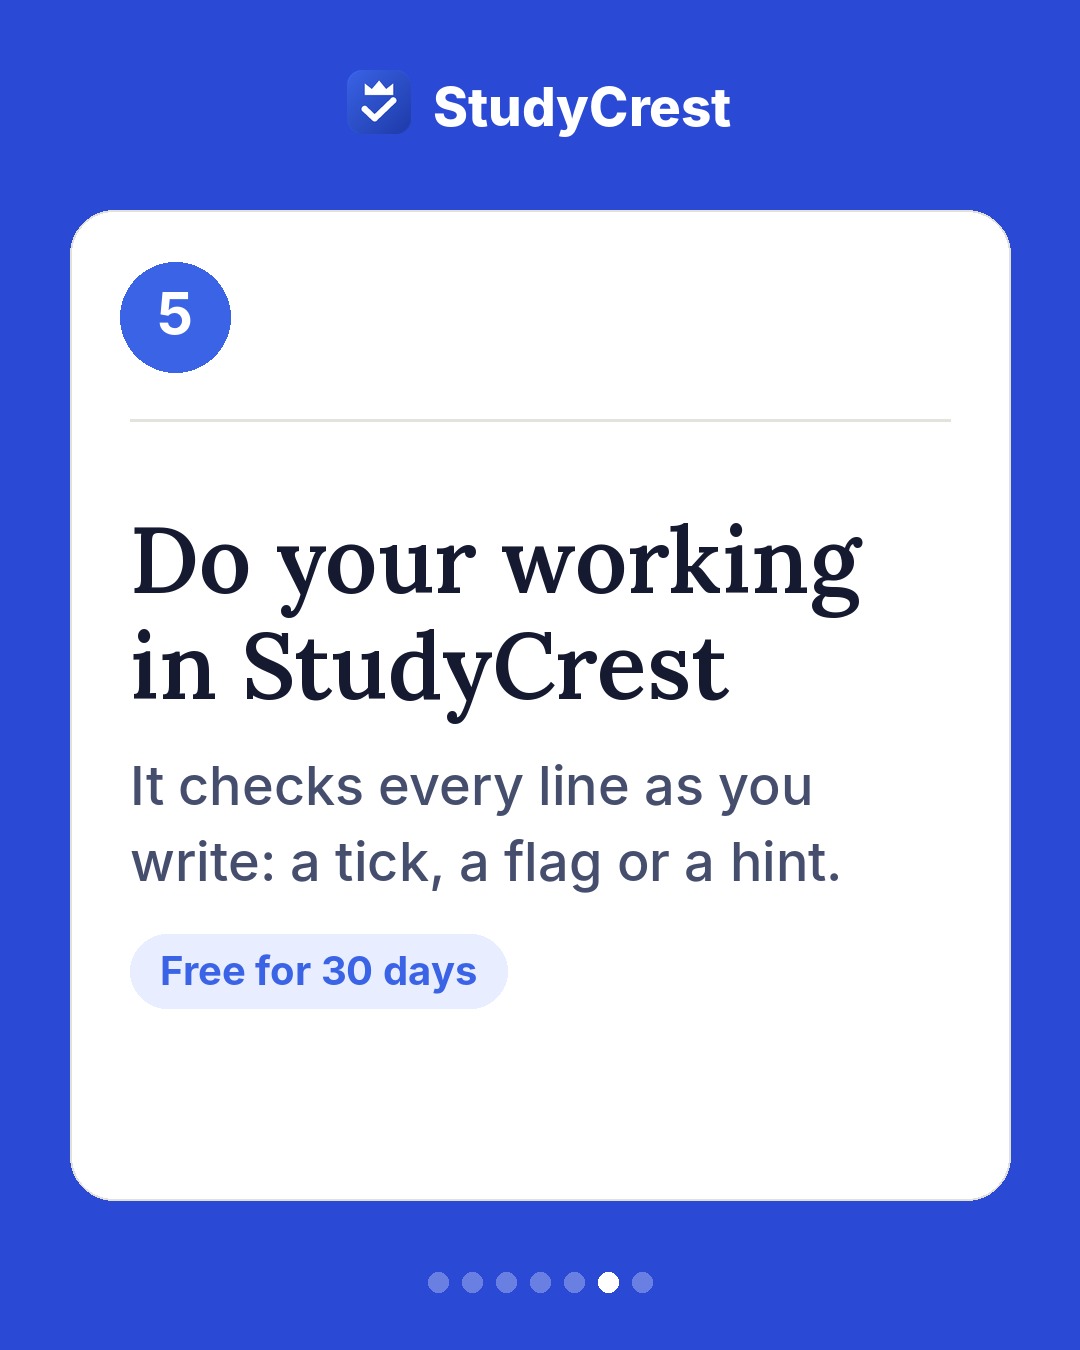 StudyCrest
5
Do your working
in StudyCrest
It checks every line as you
write: a tick, a flag or a hint.
Free for 30 days